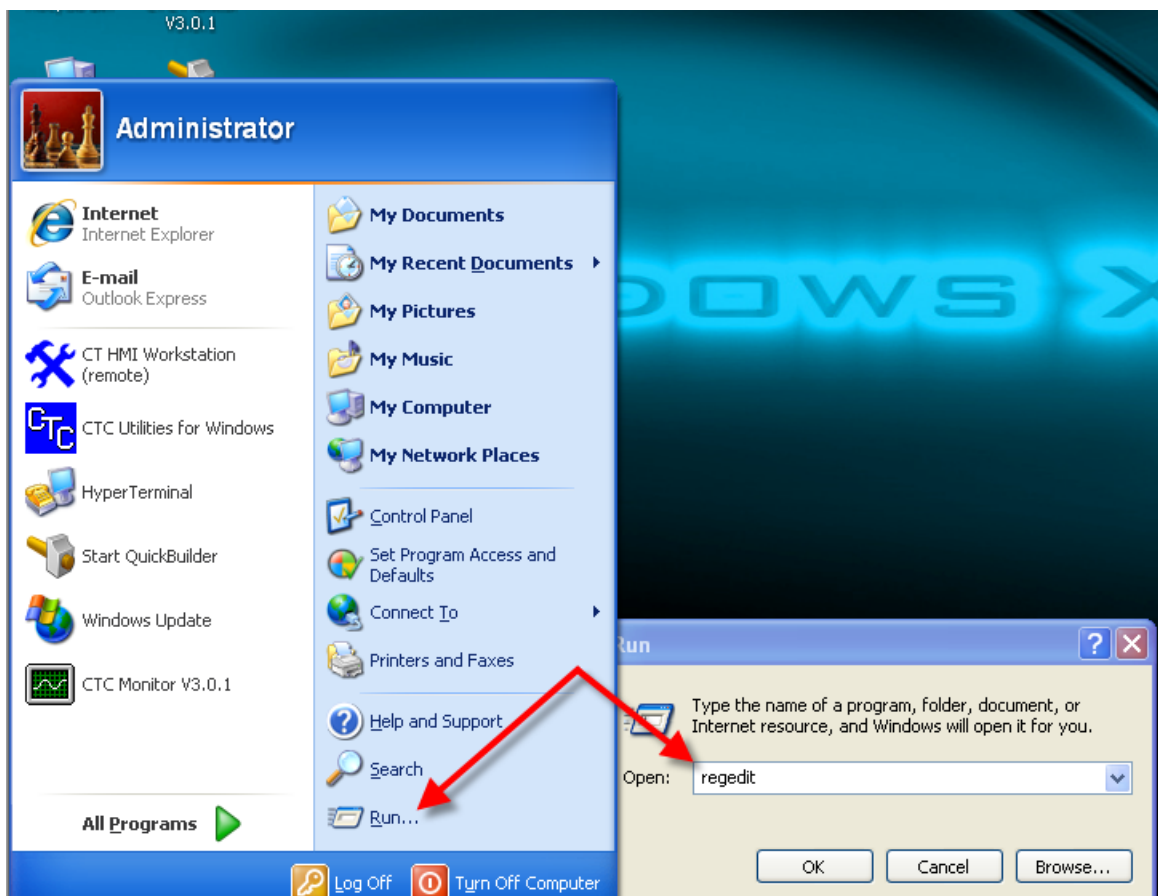 V3.0.1
Administrator
Internet
Internet Explorer
E-mail
Outlook Express
CT HMI Workstation
(remote)
CTC
CTC Utilities for Windows
HyperTerminal
Start QuickBuilder
Windows Update
CTC Monitor V3.0.1
All Programs
My Documents
My Recent Documents
My Pictures
My Music
My Computer
My Network Places
Control Panel
Set Program Access and
Defaults
Connect To
Printers and Faxes
Help and Support
Search
Run...
Log Off
Turn Off Computer
DOWS X
Run
Type the name of a program, folder, document, or
Internet resource, and Windows will open it for you.
Open:
regedit
OK
Cancel
Browse...